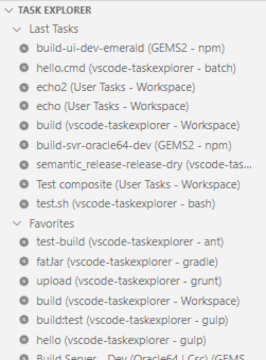 TASK EXPLORER
Last Tasks
build-ui-dev-emerald (GEMS2 - npm)
hello.cmd (vscode-taskexplorer - batch)
echo2 (User Tasks - Workspace)
echo (User Tasks - Workspace)
build (vscode-taskexplorer - Workspace)
build-svr-oracle64-dev (GEMS2 - npm)
semantic_release-release-dry (vscode-tas...
Test composite (User Tasks - Workspace)
test.sh (vscode-taskexplorer - bash)
Favorites
test-build (vscode-taskexplorer - ant)
fatJar (vscode-taskexplorer - gradle)
upload (vscode-taskexplorer - grunt)
build (vscode-taskexplorer - Workspace)
build:test (vscode-taskexplorer - gulp)
hello (vscode-taskexplorer - gulp)
Build Server - Dev (Oracle64 | Csc) (GEMS